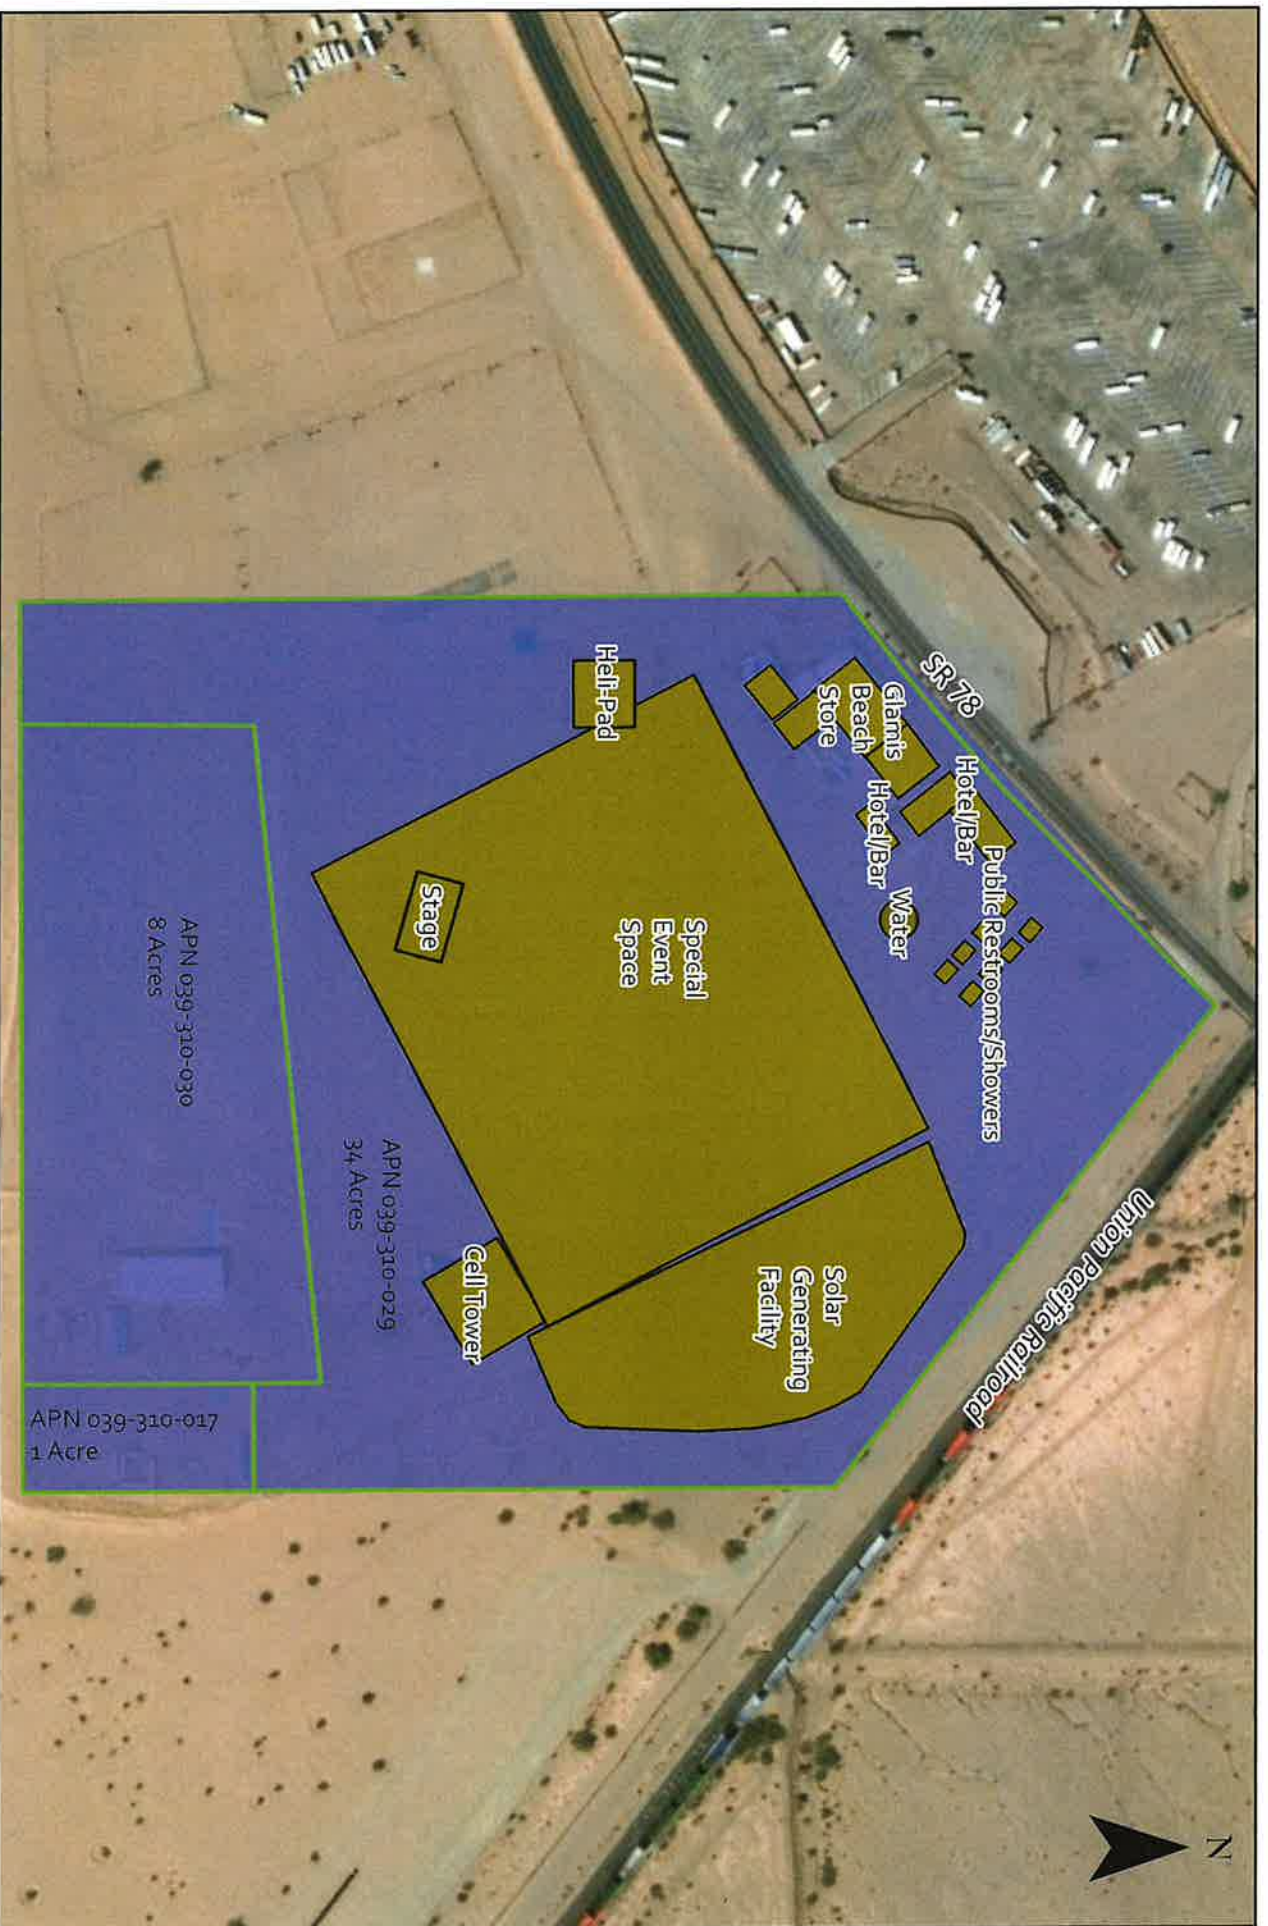 N
SR 78
Union Pacific Railroad
Hotel/Bar
Public Restrooms/Showers
Glamis
Beach
Store
Hotel/Bar
Water
Solar
Generating
Facility
Special
Event
Space
Heli-Pad
Stage
Cell Tower
APN 039-310-029
34 Acres
APN 039-310-030
8 Acres
APN 039-310-017
1 Acre